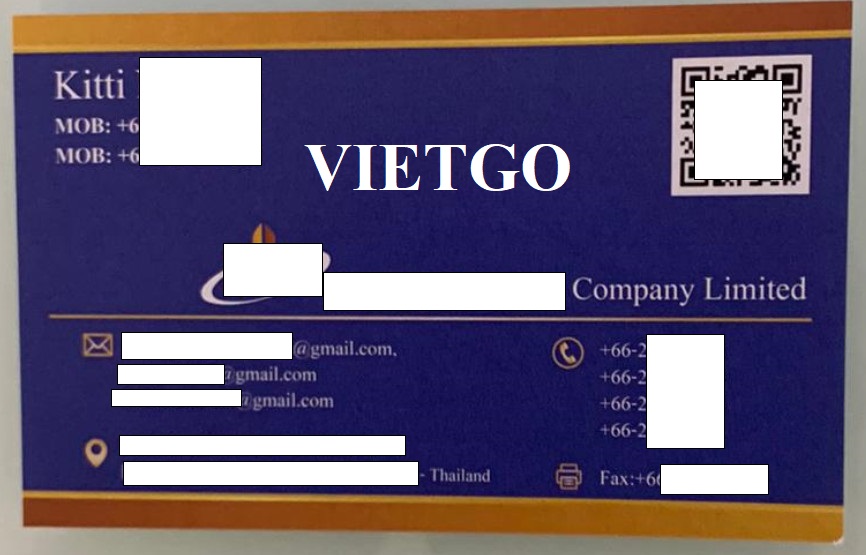 Kitti
MOB: +6
MOB: +6
VIETGO
Company Limited
@gmail.com,
@gmail.com
@gmail.com
- Thailand
+66-2
+66-2
+66-2
+66-2
Fax:+66